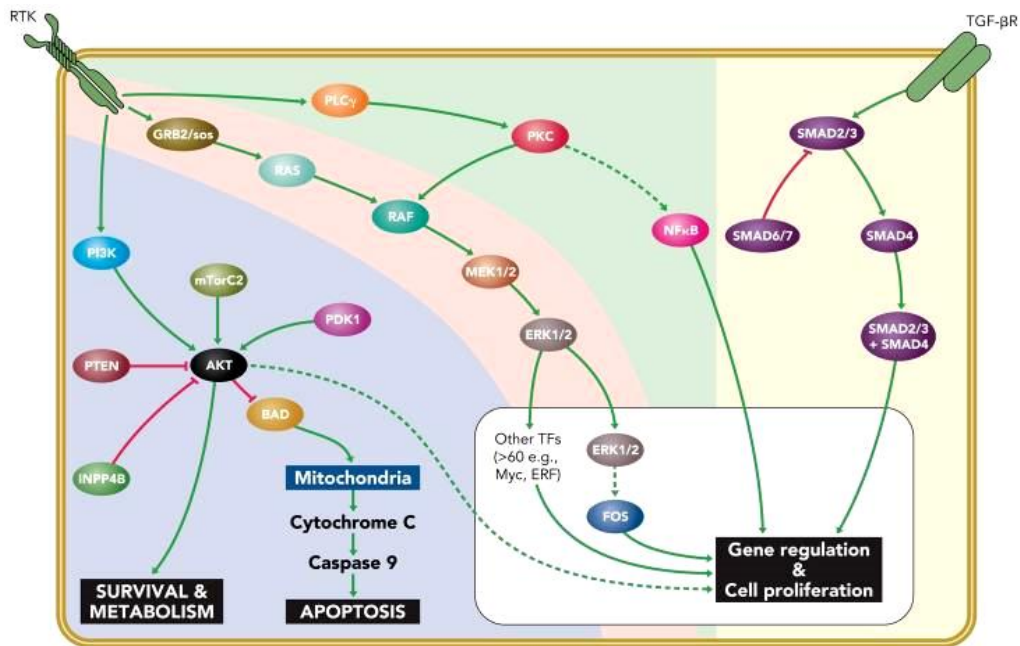 RTK
TGF-βR
PLCγ
GRB2/sos
PKC
SMAD2/3
RAS
RAF
NFκB
SMAD6/7
SMAD4
PI3K
MEK1/2
mTorC2
PDK1
ERK1/2
SMAD2/3
+ SMAD4
PTEN
AKT
BAD
Other TFs
(>60 e.g.,
Myc, ERF)
ERK1/2
INPP4B
Mitochondria
FOS
Cytochrome C
Caspase 9
Gene regulation
&
Cell proliferation
SURVIVAL &
METABOLISM
APOPTOSIS